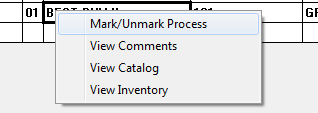 01
Mark/Unmark Process
View Comments
View Catalog
View Inventory